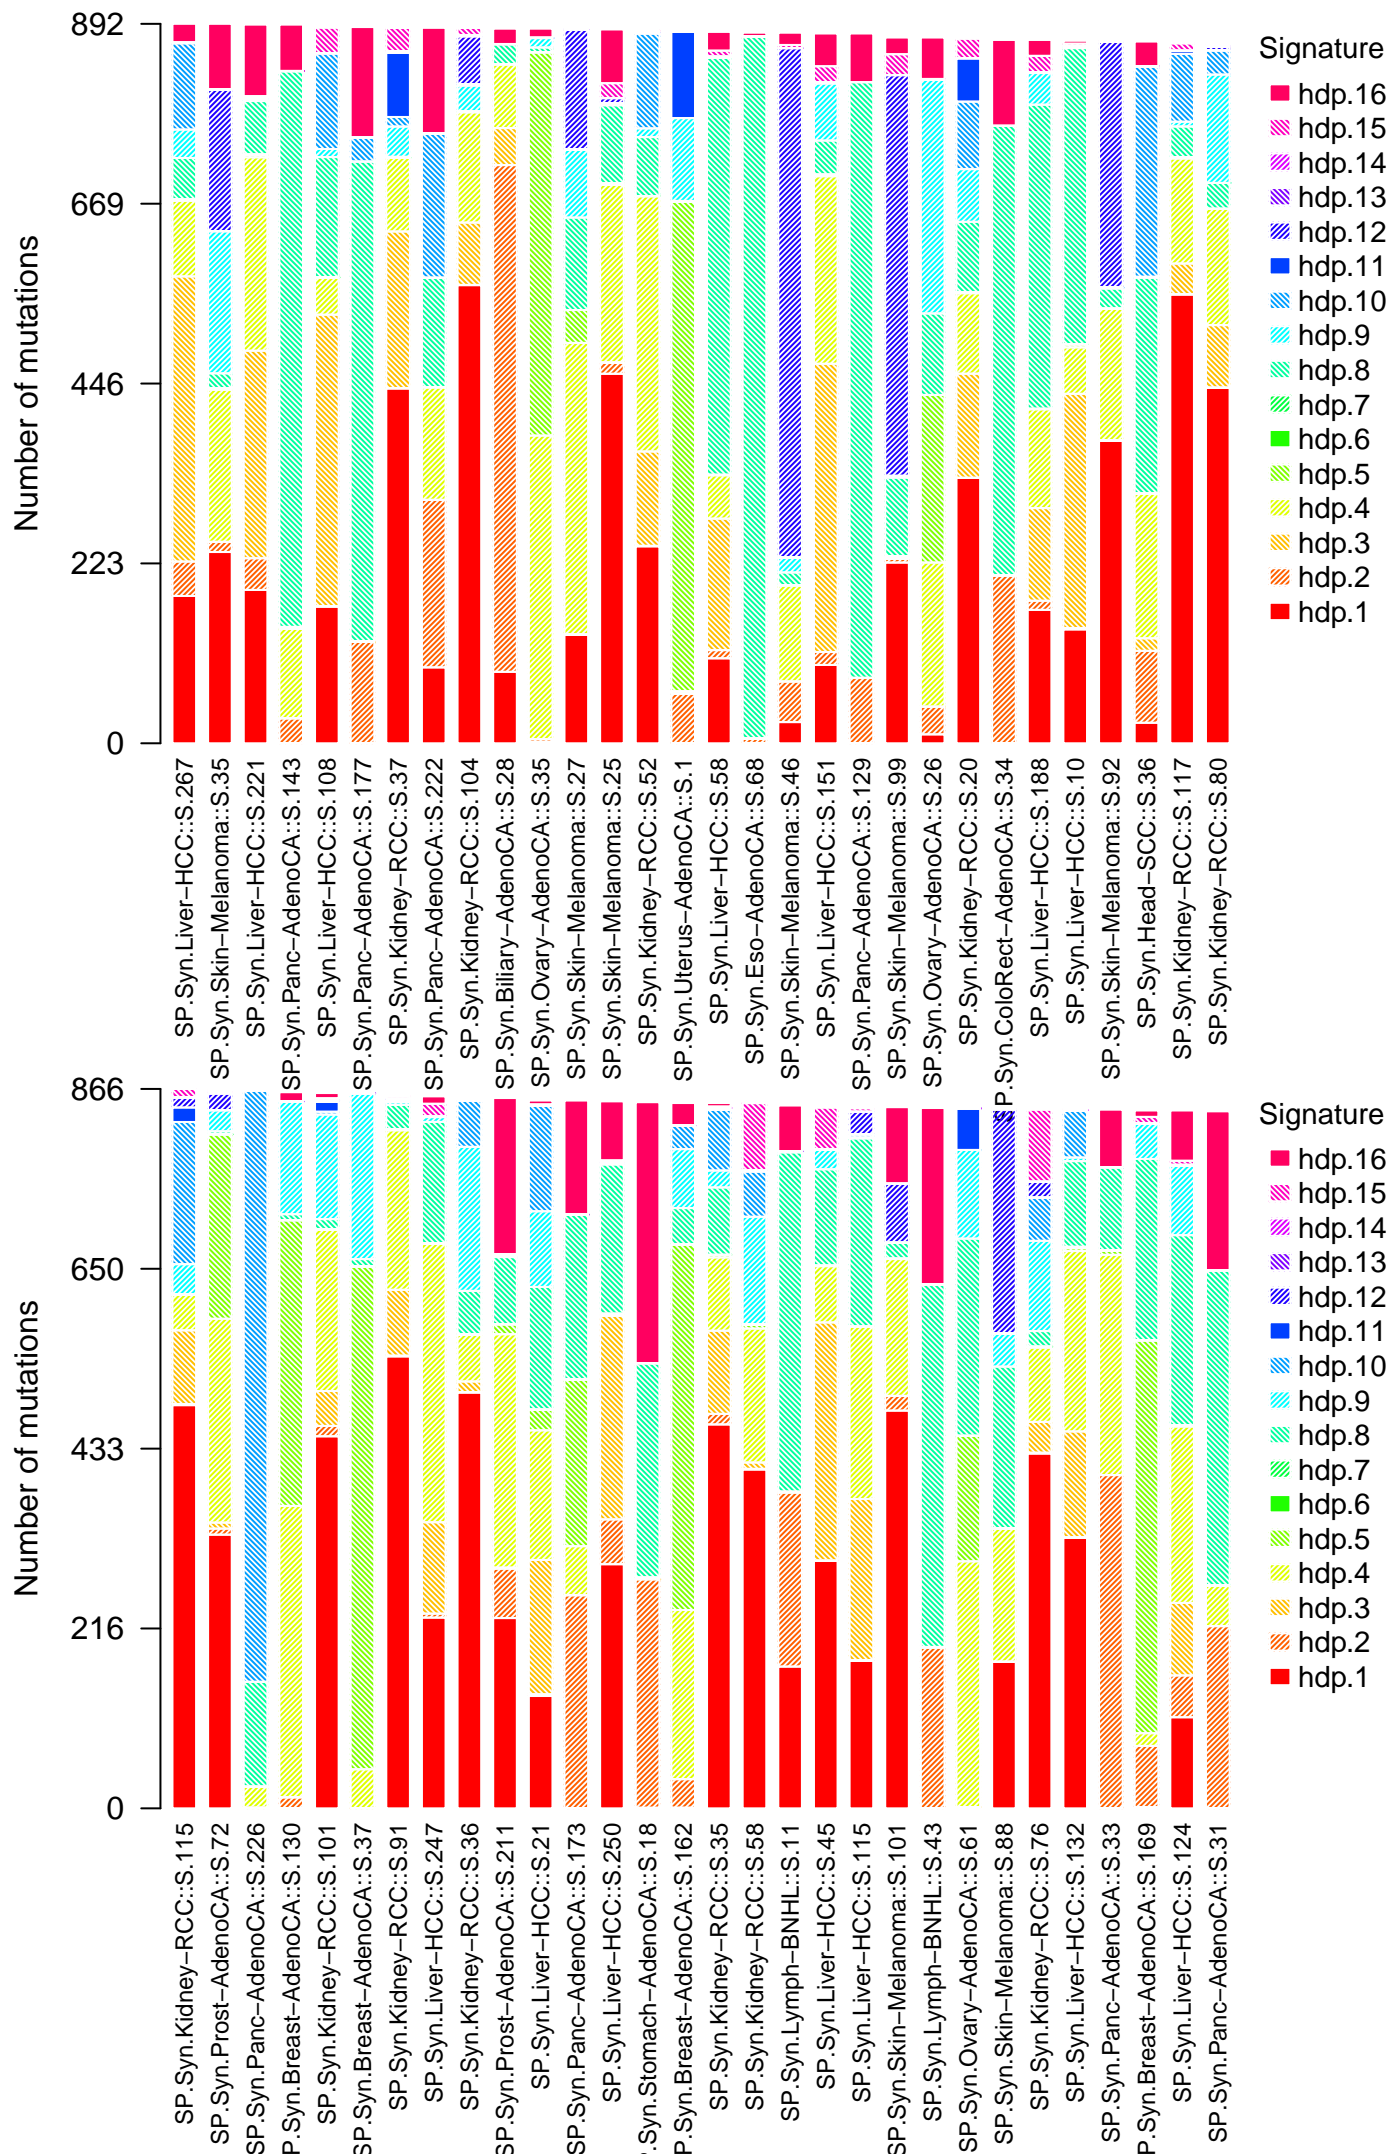 Number of mutations
892
669
446
223
0
Signature
hdp.16
hdp.15
hdp.14
hdp.13
hdp.12
hdp.11
hdp.10
hdp.9
hdp.8
hdp.7
hdp.6
hdp.5
hdp.4
hdp.3
hdp.2
hdp.1
SP.Syn.Liver−HCC::S.267
SP.Syn.Skin−Melanoma::S.35
SP.Syn.Liver−HCC::S.221
SP.Syn.Panc−AdenoCA::S.143
SP.Syn.Liver−HCC::S.108
SP.Syn.Panc−AdenoCA::S.177
SP.Syn.Kidney−RCC::S.37
SP.Syn.Panc−AdenoCA::S.222
SP.Syn.Kidney−RCC::S.104
SP.Syn.Biliary−AdenoCA::S.28
SP.Syn.Ovary−AdenoCA::S.35
SP.Syn.Skin−Melanoma::S.27
SP.Syn.Skin−Melanoma::S.25
SP.Syn.Kidney−RCC::S.52
SP.Syn.Uterus−AdenoCA::S.1
SP.Syn.Liver−HCC::S.58
SP.Syn.Eso−AdenoCA::S.68
SP.Syn.Skin−Melanoma::S.46
SP.Syn.Liver−HCC::S.151
SP.Syn.Panc−AdenoCA::S.129
SP.Syn.Skin−Melanoma::S.99
SP.Syn.Ovary−AdenoCA::S.26
SP.Syn.Kidney−RCC::S.20
SP.Syn.ColoRect−AdenoCA::S.34
SP.Syn.Liver−HCC::S.188
SP.Syn.Liver−HCC::S.10
SP.Syn.Skin−Melanoma::S.92
SP.Syn.Head−SCC::S.36
SP.Syn.Kidney−RCC::S.117
SP.Syn.Kidney−RCC::S.80
Number of mutations
866
650
433
216
0
Signature
hdp.16
hdp.15
hdp.14
hdp.13
hdp.12
hdp.11
hdp.10
hdp.9
hdp.8
hdp.7
hdp.6
hdp.5
hdp.4
hdp.3
hdp.2
hdp.1
SP.Syn.Kidney−RCC::S.115
SP.Syn.Prost−AdenoCA::S.72
SP.Syn.Panc−AdenoCA::S.226
SP.Syn.Breast−AdenoCA::S.130
SP.Syn.Kidney−RCC::S.101
SP.Syn.Breast−AdenoCA::S.37
SP.Syn.Kidney−RCC::S.91
SP.Syn.Liver−HCC::S.247
SP.Syn.Kidney−RCC::S.36
SP.Syn.Prost−AdenoCA::S.211
SP.Syn.Liver−HCC::S.21
SP.Syn.Panc−AdenoCA::S.173
SP.Syn.Liver−HCC::S.250
.Syn.Stomach−AdenoCA::S.18
SP.Syn.Breast−AdenoCA::S.162
SP.Syn.Kidney−RCC::S.35
SP.Syn.Kidney−RCC::S.58
SP.Syn.Lymph−BNHL::S.11
SP.Syn.Liver−HCC::S.45
SP.Syn.Liver−HCC::S.115
SP.Syn.Skin−Melanoma::S.101
SP.Syn.Lymph−BNHL::S.43
SP.Syn.Ovary−AdenoCA::S.61
SP.Syn.Skin−Melanoma::S.88
SP.Syn.Kidney−RCC::S.76
SP.Syn.Liver−HCC::S.132
SP.Syn.Panc−AdenoCA::S.33
SP.Syn.Breast−AdenoCA::S.169
SP.Syn.Liver−HCC::S.124
SP.Syn.Panc−AdenoCA::S.31